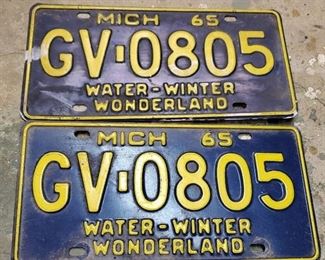 MICH 65
GV-0805
WATER-WINTER
WONDERLAND
MICH 65
GV-0805
WATER-WINTER
WONDERLAND